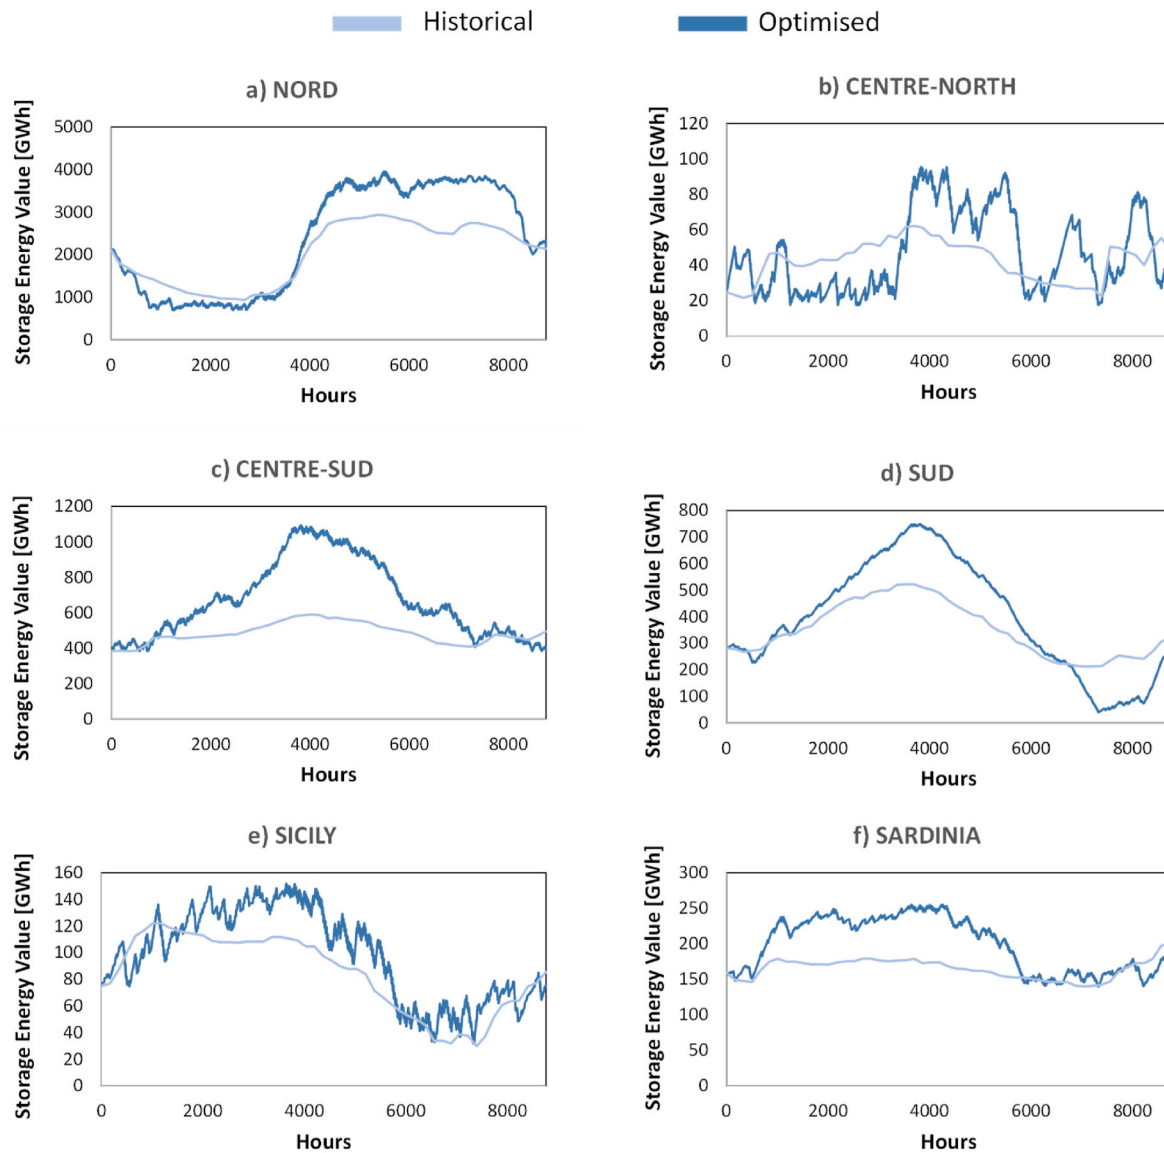 Historical Optimised
a) NORD
Storage Energy Value [GWh]
5000
4000
3000
2000
1000
0
0 2000 4000 6000 8000
Hours
b) CENTRE-NORTH
Storage Energy Value [GWh]
120
100
80
60
40
20
0
0 2000 4000 6000 8000
Hours
c) CENTRE-SUD
Storage Energy Value [GWh]
1200
1000
800
600
400
200
0
0 2000 4000 6000 8000
Hours
d) SUD
Storage Energy Value [GWh]
800
700
600
500
400
300
200
100
0
0 2000 4000 6000 8000
Hours
e) SICILY
Storage Energy Value [GWh]
160
140
120
100
80
60
40
20
0
0 2000 4000 6000 8000
Hours
f) SARDINIA
Storage Energy Value [GWh]
300
250
200
150
100
50
0
0 2000 4000 6000 8000
Hours